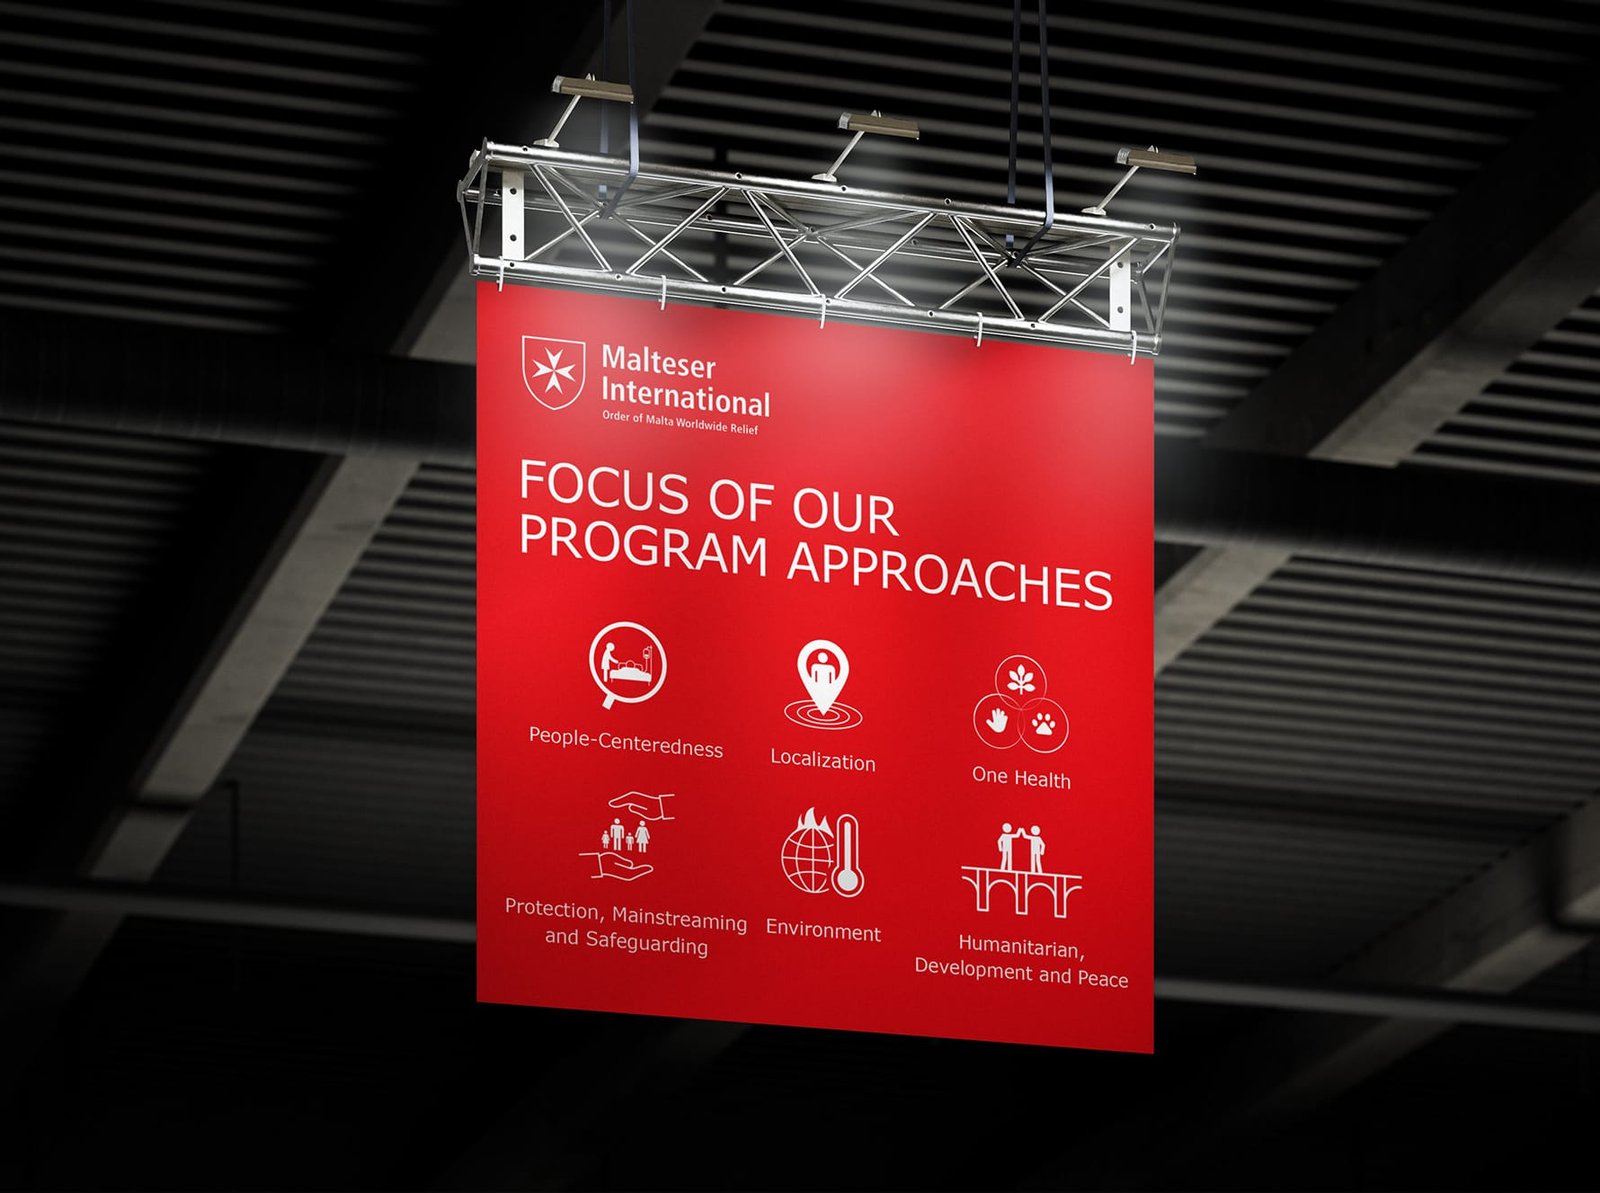 Malteser
International
Order of Malta Worldwide Relief
FOCUS OF OUR
PROGRAM APPROACHES
People-Centeredness
Localization
One Health
Protection, Mainstreaming
and Safeguarding
Environment
Humanitarian,
Development and Peace